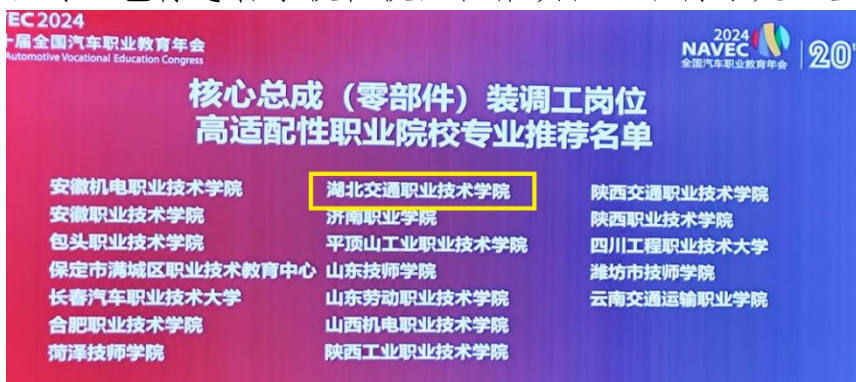 EC2024
届全国汽车职业教育年会
Automotive Vocational Education Congress
2024
NAVEC
全国汽车职业教育年会
20
核心总成（零部件）装调工岗位
高适配性职业院校专业推荐名单
安徽机电职业技术学院
安徽职业技术学院
包头职业技术学院
保定市满城区职业技术教育中心
长春汽车职业技术大学
合肥职业技术学院
菏泽技师学院
湖北交通职业技术学院
济南职业学院
平顶山工业职业技术学院
山东技师学院
山东劳动职业技术学院
山西机电职业技术学院
陕西工业职业技术学院
陕西交通职业技术学院
陕西职业技术学院
四川工程职业技术大学
潍坊市技师学院
云南交通运输职业学院